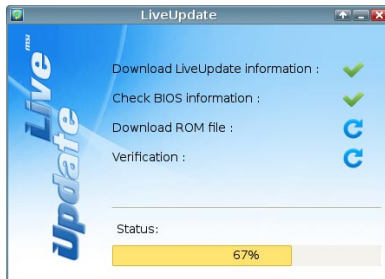 LiveUpdate
msi
Live
Update
Download LiveUpdate information :
Check BIOS information :
Download ROM file :
Verification :
Status:
67%